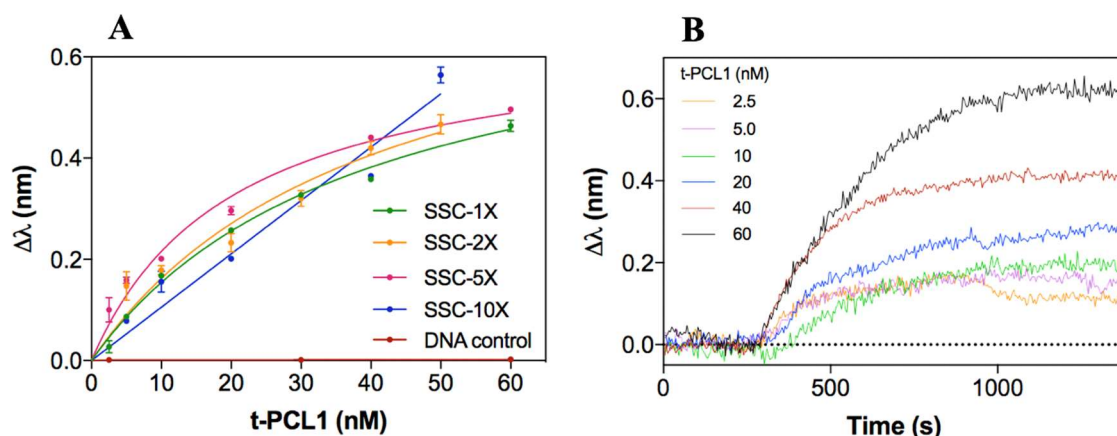 A
0.6
0.4
0.2
0.0
Δλ (nm)
SSC-1X
SSC-2X
SSC-5X
SSC-10X
DNA control
0 10 20 30 40 50 60
t-PCL1 (nM)
B
t-PCL1 (nM)
2.5
5.0
10
20
40
60
0.6
0.4
0.2
0.0
Δλ (nm)
0 500 1000
Time (s)